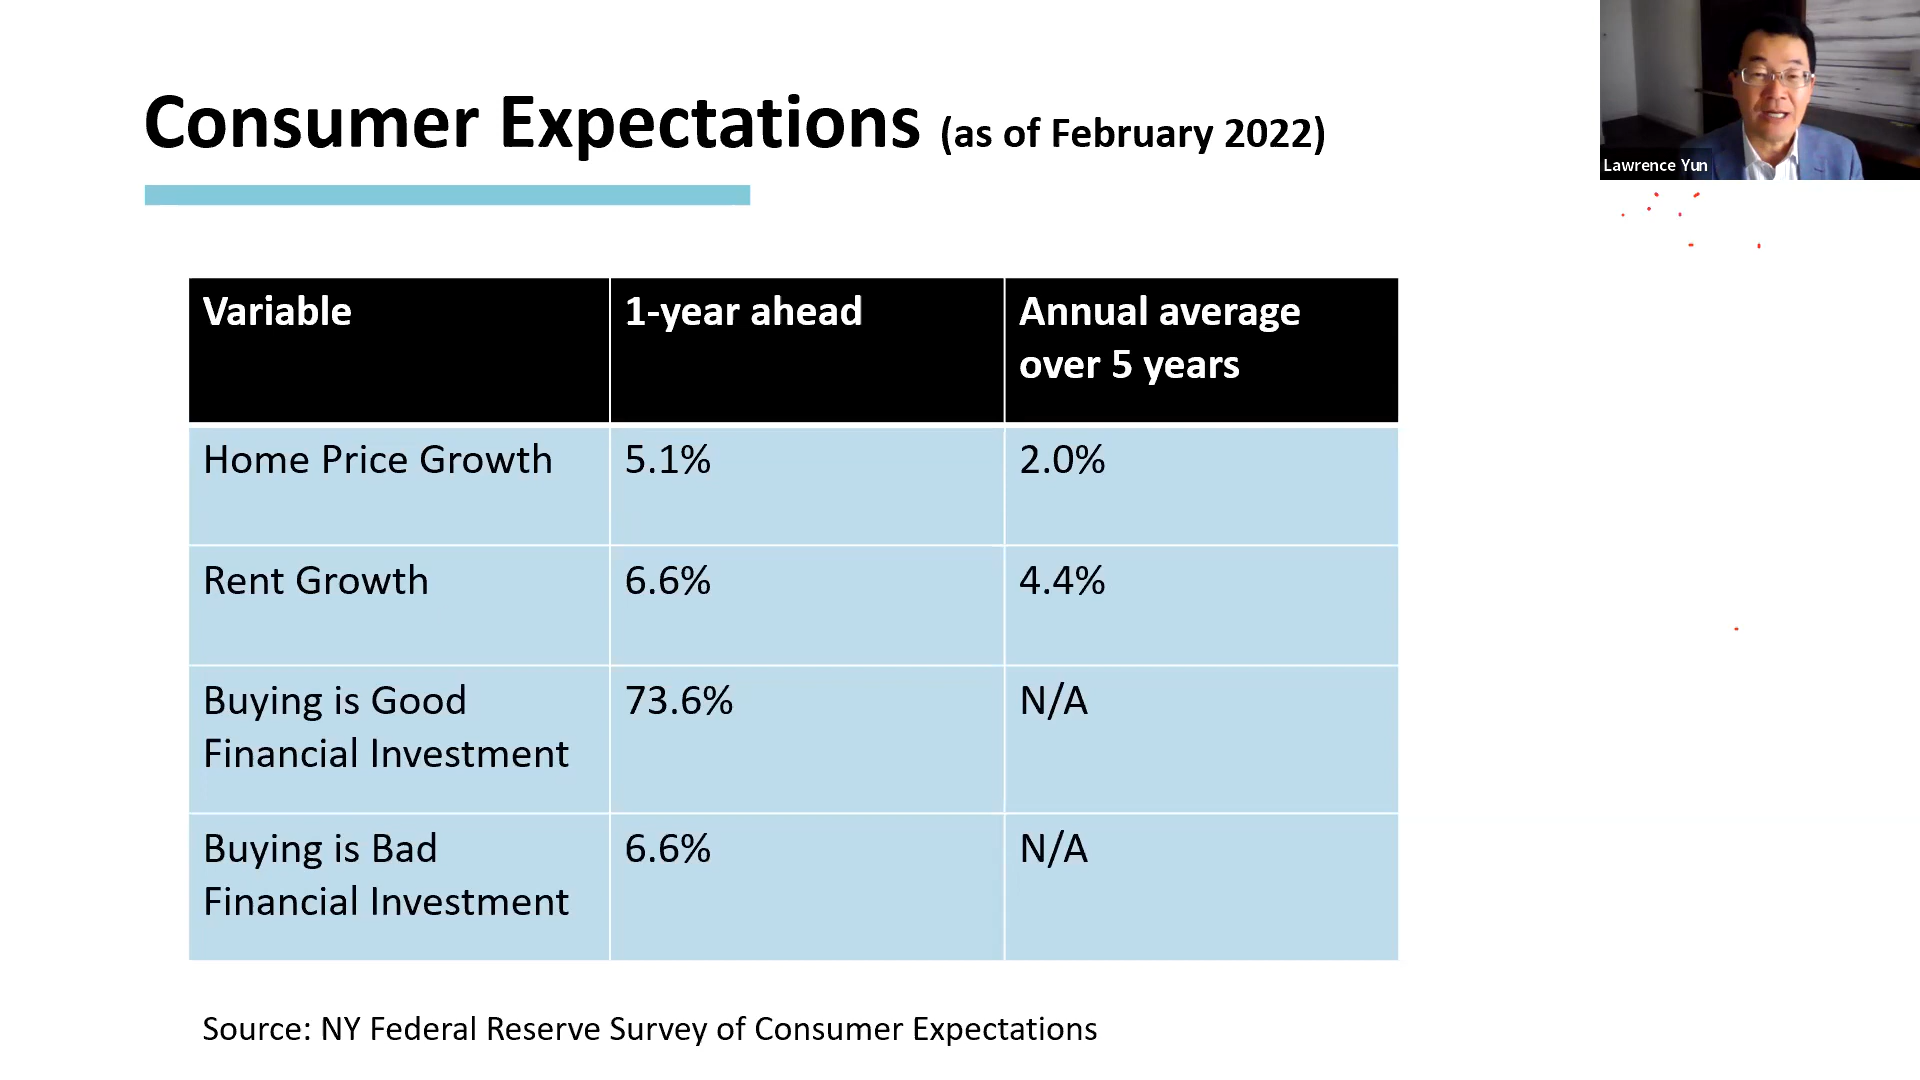 Consumer Expectations (as of February 2022)
Lawrence Yun
Variable
1-year ahead
Annual average
over 5 years
Home Price Growth
5.1%
2.0%
Rent Growth
6.6%
4.4%
Buying is Good
Financial Investment
73.6%
N/A
Buying is Bad
Financial Investment
6.6%
N/A
Source: NY Federal Reserve Survey of Consumer Expectations